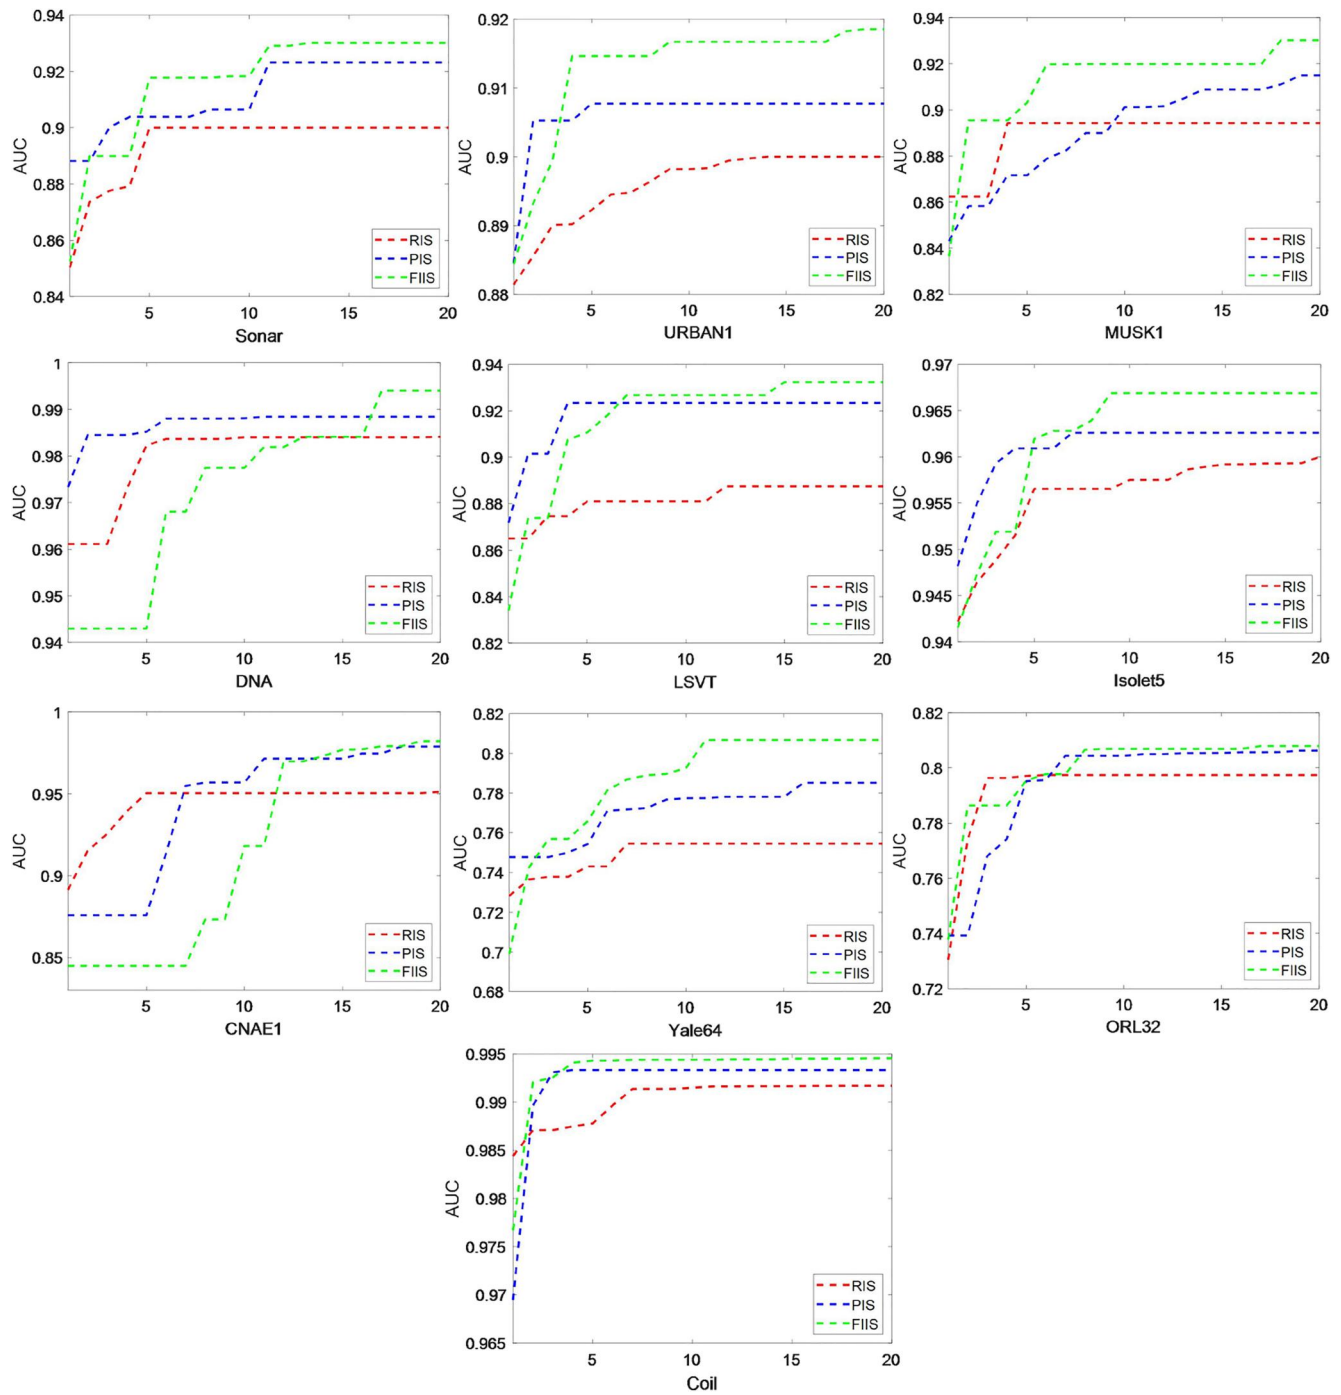 0.94
0.92
0.9
0.88
0.86
0.84
AUC
5
10
15
20
Sonar
RIS
PIS
FIIS
0.92
0.91
0.9
0.89
0.88
AUC
5
10
15
20
URBAN1
RIS
PIS
FIIS
0.94
0.92
0.9
0.88
0.86
0.84
0.82
AUC
5
10
15
20
MUSK1
RIS
PIS
FIIS
1
0.99
0.98
0.97
0.96
0.95
0.94
AUC
5
10
15
20
DNA
RIS
PIS
FIIS
0.94
0.92
0.9
0.88
0.86
0.84
0.82
AUC
5
10
15
20
LSVT
RIS
PIS
FIIS
0.97
0.965
0.96
0.955
0.95
0.945
0.94
AUC
5
10
15
20
Isolet5
RIS
PIS
FIIS
1
0.95
0.9
0.85
AUC
5
10
15
20
CNAE1
RIS
PIS
FIIS
0.82
0.8
0.78
0.76
0.74
0.72
0.7
0.68
AUC
5
10
15
20
Yale64
RIS
PIS
FIIS
0.82
0.8
0.78
0.76
0.74
0.72
AUC
5
10
15
20
ORL32
RIS
PIS
FIIS
0.995
0.99
0.985
0.98
0.975
0.97
0.965
AUC
5
10
15
20
Coil
RIS
PIS
FIIS